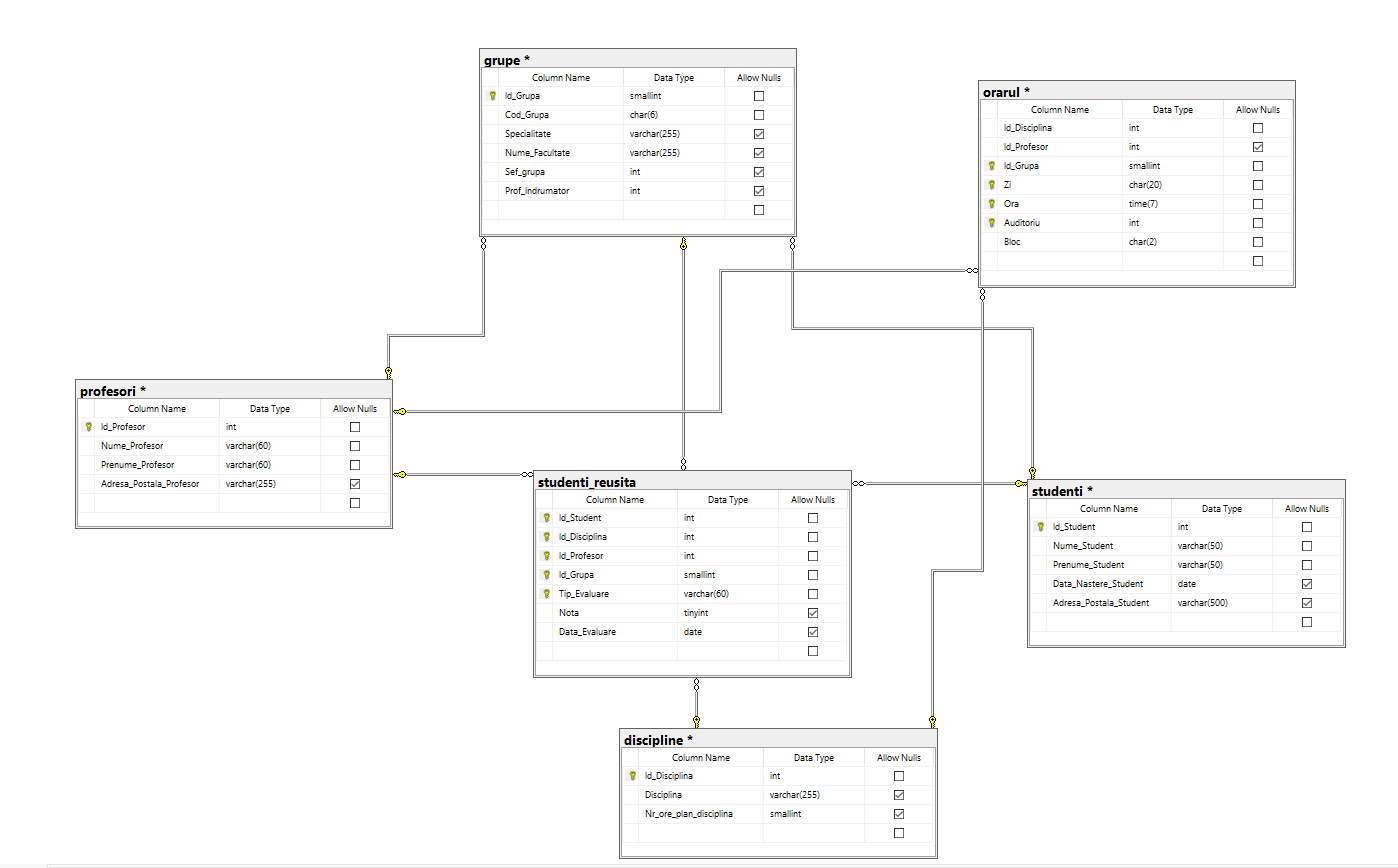 grupe *
Column Name Data Type Allow Nulls
Id_Grupa smallint
Cod_Grupa char(6)
Specialitate varchar(255)
Nume_Facultate varchar(255)
Sef_grupa int
Prof_Indrumator int
orarul *
Column Name Data Type Allow Nulls
Id_Disciplina int
Id_Profesor int
Id_Grupa smallint
Zi char(20)
Ora time(7)
Auditoriu int
Bloc char(2)
profesori *
Column Name Data Type Allow Nulls
Id_Profesor int
Nume_Profesor varchar(60)
Prenume_Profesor varchar(60)
Adresa_Postala_Profesor varchar(255)
studenti_reusita
Column Name Data Type Allow Nulls
Id_Student int
Id_Disciplina int
Id_Profesor int
Id_Grupa smallint
Tip_Evaluare varchar(60)
Nota tinyint
Data_Evaluare date
studenti *
Column Name Data Type Allow Nulls
Id_Student int
Nume_Student varchar(50)
Prenume_Student varchar(50)
Data_Nastere_Student date
Adresa_Postala_Student varchar(500)
discipline *
Column Name Data Type Allow Nulls
Id_Disciplina int
Disciplina varchar(255)
Nr_ore_plan_disciplina smallint